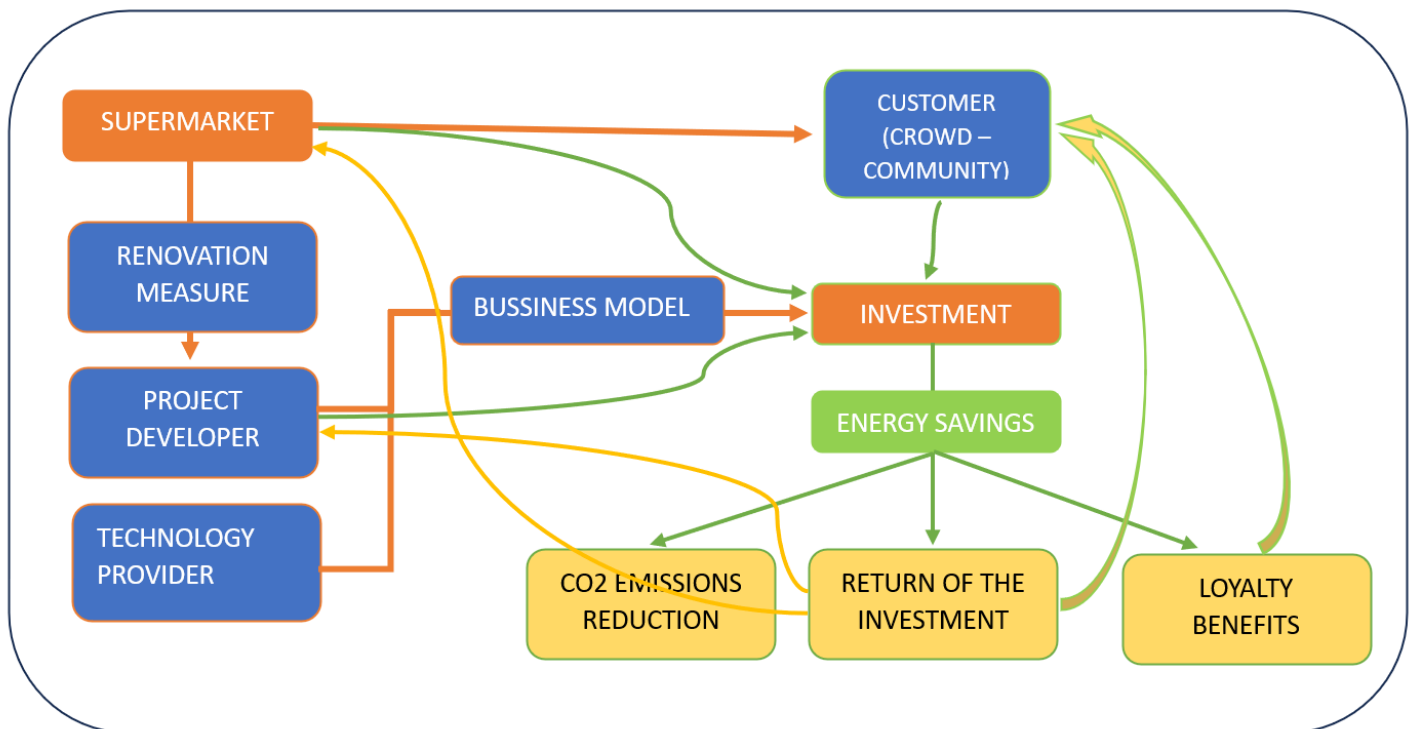 SUPERMARKET
CUSTOMER
(CROWD –
COMMUNITY)
RENOVATION
MEASURE
BUSSINESS MODEL
INVESTMENT
PROJECT
DEVELOPER
ENERGY SAVINGS
TECHNOLOGY
PROVIDER
CO2 EMISSIONS
REDUCTION
RETURN OF THE
INVESTMENT
LOYALTY
BENEFITS